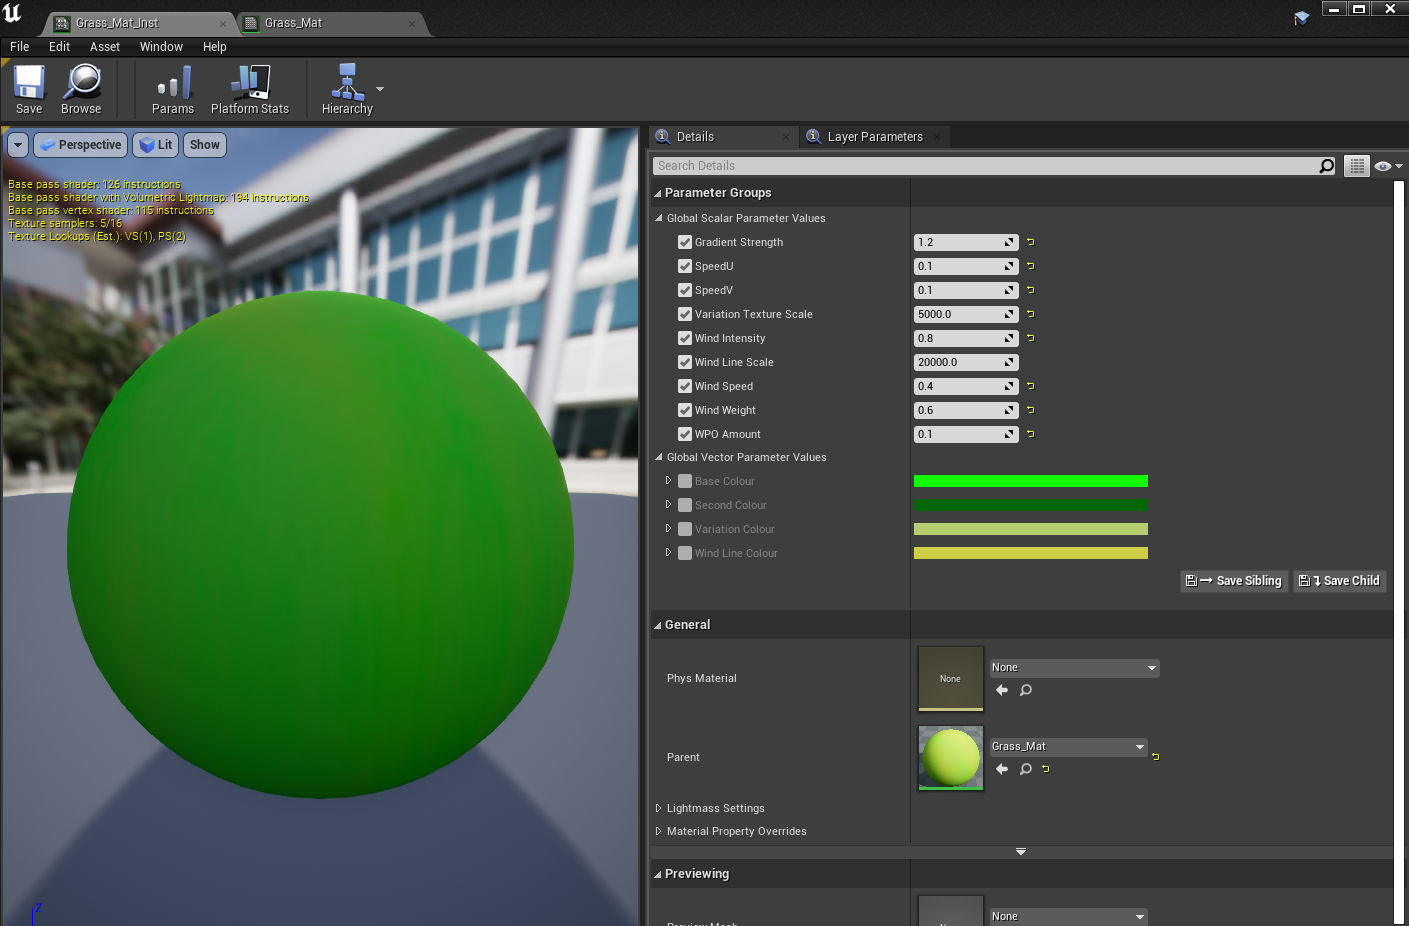 Grass_Mat_Inst
Grass_Mat
File Edit Asset Window Help
Save
Browse
Params
Platform Stats
Hierarchy
Perspective
Lit
Show
Base pass shader: 126 instructions
Base pass shader with Volumetric Lightmap: 194 instructions
Base pass vertex shader: 115 instructions
Texture samplers: 5/16
Texture Lookups (Est.): VS(1), PS(2)
Z
Details
Layer Parameters
Search Details
Parameter Groups
Global Scalar Parameter Values
Gradient Strength 1.2
SpeedU 0.1
SpeedV 0.1
Variation Texture Scale 5000.0
Wind Intensity 0.8
Wind Line Scale 20000.0
Wind Speed 0.4
Wind Weight 0.6
WPO Amount 0.1
Global Vector Parameter Values
Base Colour
Second Colour
Variation Colour
Wind Line Colour
Save Sibling
Save Child
General
Phys Material
None
None
Parent
Grass_Mat
Lightmass Settings
Material Property Overrides
Previewing
Preview Mesh
None